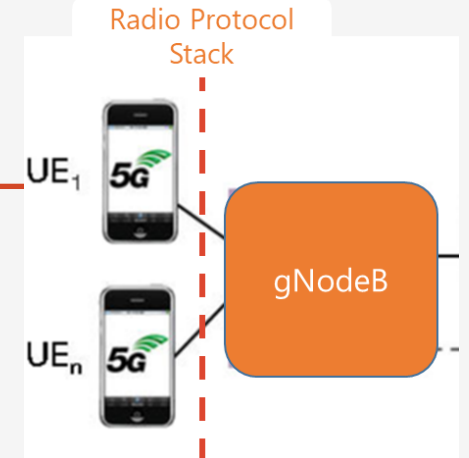 Radio Protocol
Stack
UE1
5G
gNodeB
UEn
5G